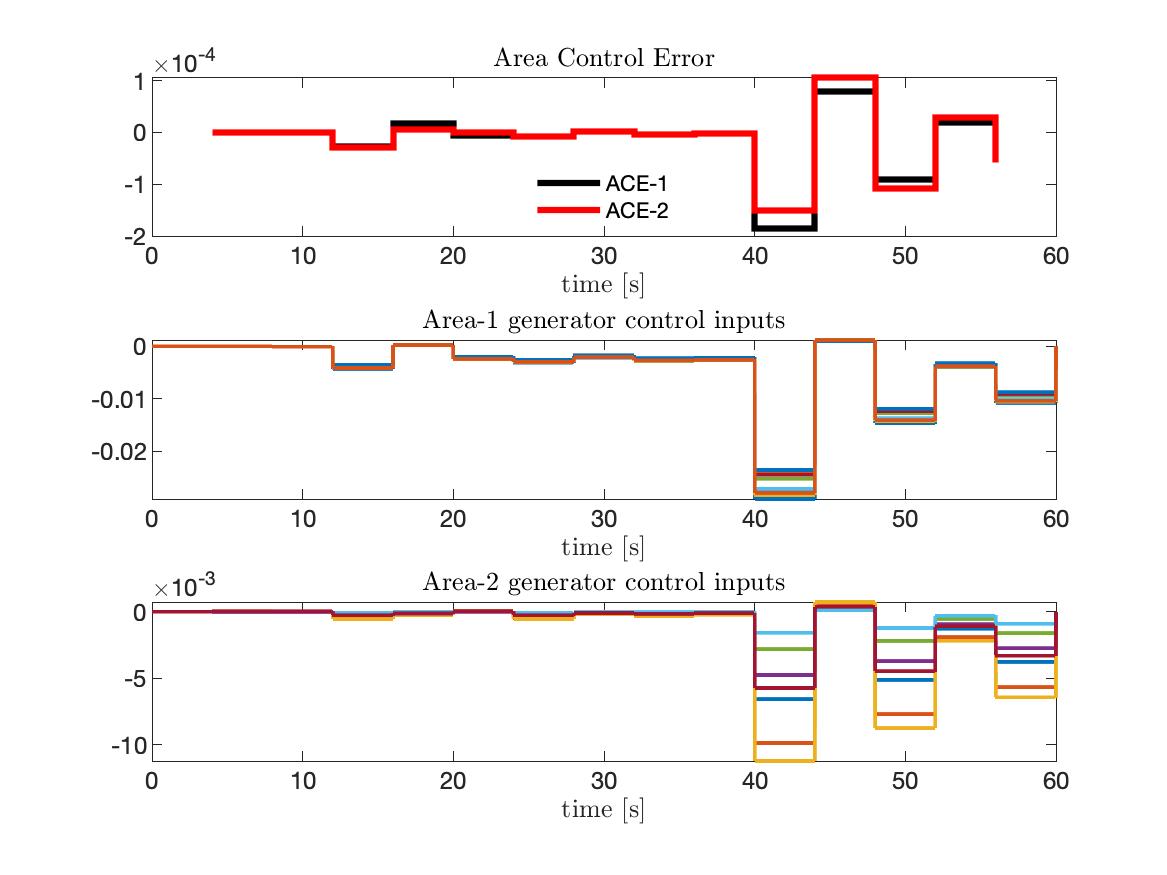 Area Control Error
×10⁻⁴
1
0
-1
-2
ACE-1
ACE-2
0 10 20 30 40 50 60
time [s]
Area-1 generator control inputs
0
-0.01
-0.02
0 10 20 30 40 50 60
time [s]
Area-2 generator control inputs
×10⁻³
0
-5
-10
0 10 20 30 40 50 60
time [s]